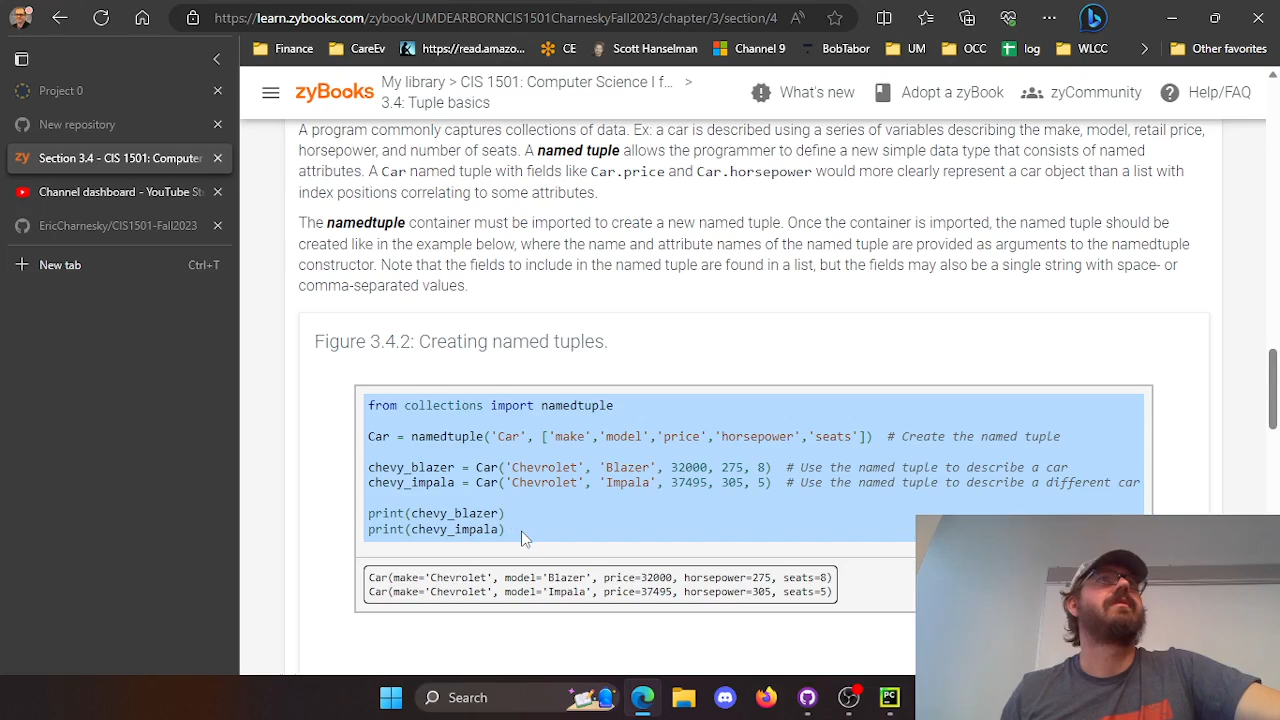 https://learn.zybooks.com/zybook/UMDEARBORNCIS1501CharneskyFall2023/chapter/3/section/4
Finance
CareEv
https://read.amazo...
CE
Scott Hanselman
Channel 9
BobTabor
UM
OCC
log
WLCC
Other favorites
Project 0
New repository
Section 3.4 - CIS 1501: Computer
Channel dashboard - YouTube St
EricCharnesky/CIS1501-Fall2023
New tab
Ctrl+T
zyBooks
My library > CIS 1501: Computer Science I f... >
3.4: Tuple basics
What's new
Adopt a zyBook
zyCommunity
Help/FAQ
A program commonly captures collections of data. Ex: a car is described using a series of variables describing the make, model, retail price,
horsepower, and number of seats. A named tuple allows the programmer to define a new simple data type that consists of named
attributes. A Car named tuple with fields like Car.price and Car.horsepower would more clearly represent a car object than a list with
index positions correlating to some attributes.
The namedtuple container must be imported to create a new named tuple. Once the container is imported, the named tuple should be
created like in the example below, where the name and attribute names of the named tuple are provided as arguments to the namedtuple
constructor. Note that the fields to include in the named tuple are found in a list, but the fields may also be a single string with space- or
comma-separated values.
Figure 3.4.2: Creating named tuples.
from collections import namedtuple
Car = namedtuple('Car', ['make','model','price','horsepower','seats']) # Create the named tuple
chevy_blazer = Car('Chevrolet', 'Blazer', 32000, 275, 8) # Use the named tuple to describe a car
chevy_impala = Car('Chevrolet', 'Impala', 37495, 305, 5) # Use the named tuple to describe a different car
print(chevy_blazer)
print(chevy_impala)
Car(make='Chevrolet', model='Blazer', price=32000, horsepower=275, seats=8)
Car(make='Chevrolet', model='Impala', price=37495, horsepower=305, seats=5)
Search